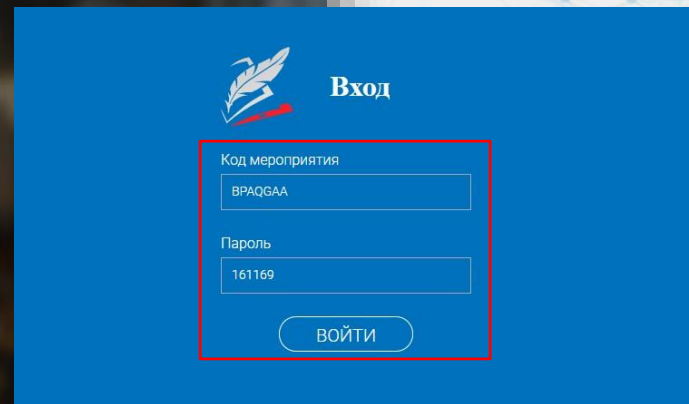 Вход
Код мероприятия
BPAQGAA
Пароль
161169
ВОЙТИ